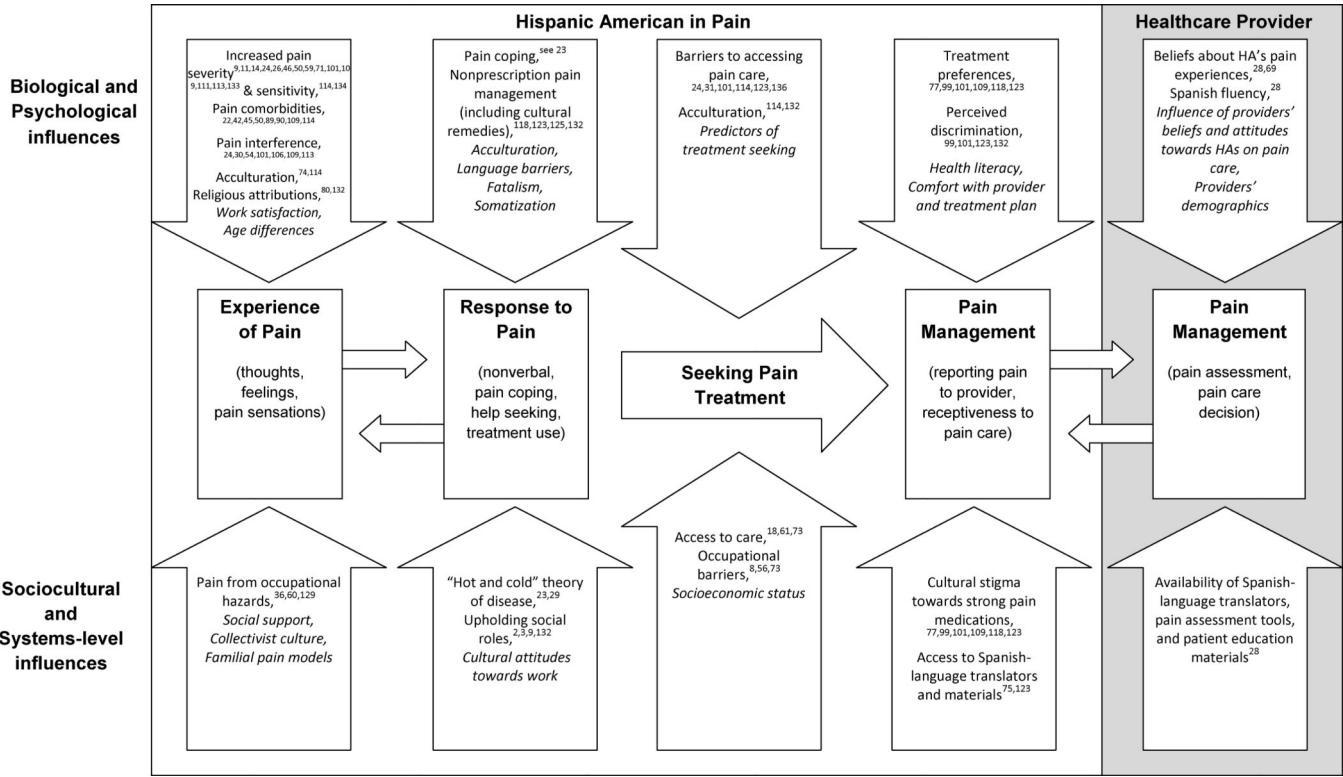 Hispanic American in Pain
Healthcare Provider
Biological and
Psychological
influences
Increased pain
severity9,11,14,24,26,46,50,59,71,101,10
9,111,113,133 & sensitivity,114,134
Pain comorbidities,
22,42,45,50,89,90,109,114
Pain interference,
24,30,54,101,106,109,113
Acculturation,74,114
Religious attributions,80,132
Work satisfaction,
Age differences
Pain coping,see 23
Nonprescription pain
management
(including cultural
remedies),118,123,125,132
Acculturation,
Language barriers,
Fatalism,
Somatization
Barriers to accessing
pain care,
24,31,101,114,123,136
Acculturation,114,132
Predictors of
treatment seeking
Treatment
preferences,
77,99,101,109,118,123
Perceived
discrimination,
99,101,123,132
Health literacy,
Comfort with provider
and treatment plan
Beliefs about HA's pain
experiences,28,69
Spanish fluency,28
Influence of providers'
beliefs and attitudes
towards HAs on pain
care,
Providers'
demographics
Experience
of Pain
(thoughts,
feelings,
pain sensations)
Response to
Pain
(nonverbal,
pain coping,
help seeking,
treatment use)
Seeking Pain
Treatment
Pain
Management
(reporting pain
to provider,
receptiveness to
pain care)
Pain
Management
(pain assessment,
pain care
decision)
Sociocultural
and
Systems-level
influences
Pain from occupational
hazards,36,60,129
Social support,
Collectivist culture,
Familial pain models
“Hot and cold” theory
of disease,23,29
Upholding social
roles,2,3,9,132
Cultural attitudes
towards work
Access to care,18,61,73
Occupational
barriers,8,56,73
Socioeconomic status
Cultural stigma
towards strong pain
medications,
77,99,101,109,118,123
Access to Spanish-
language translators
and materials75,123
Availability of Spanish-
language translators,
pain assessment tools,
and patient education
materials28